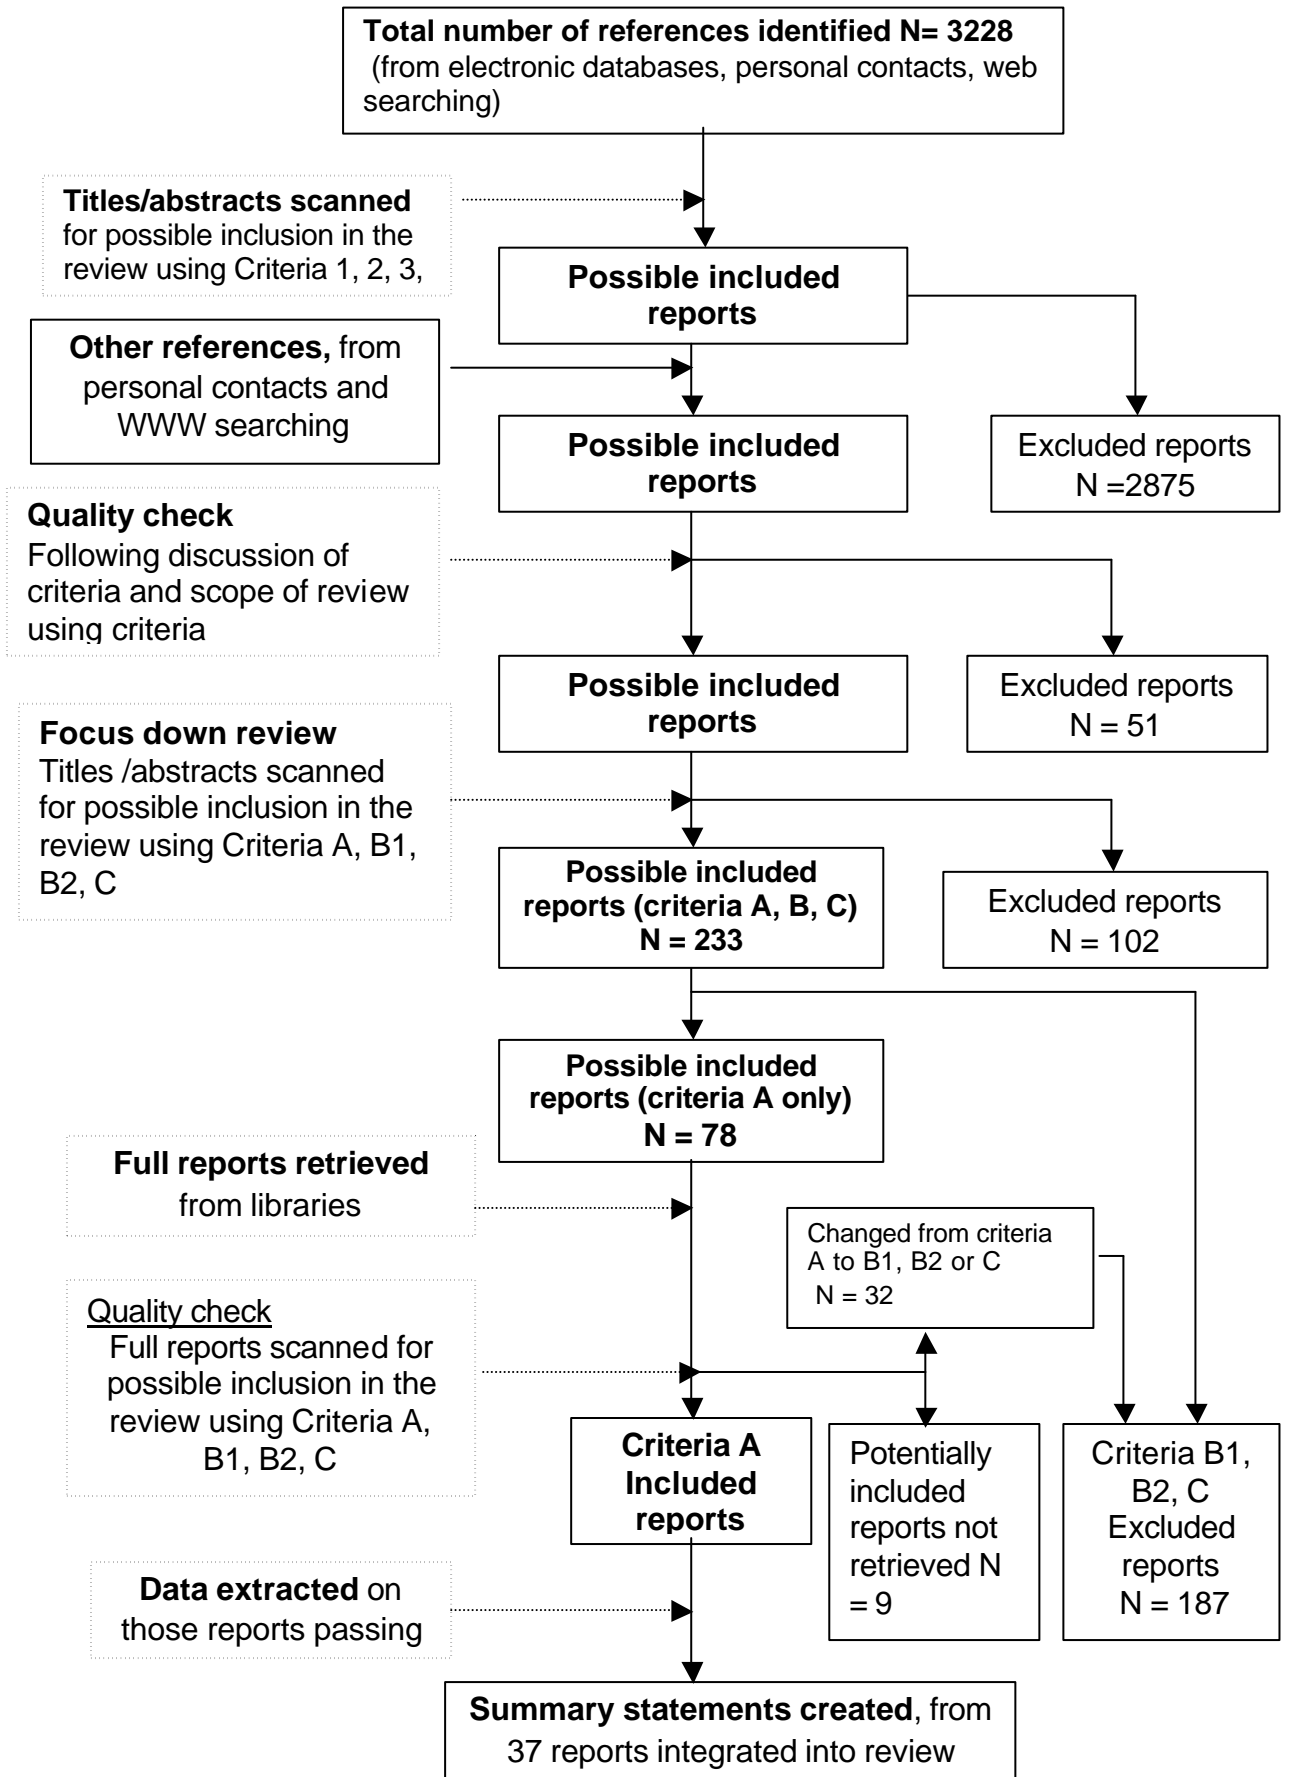 Total number of references identified N= 3228
(from electronic databases, personal contacts, web
searching)
Titles/abstracts scanned
for possible inclusion in the
review using Criteria 1, 2, 3,
Possible included
reports
Other references, from
personal contacts and
WWW searching
Possible included
reports
Excluded reports
N =2875
Quality check
Following discussion of
criteria and scope of review
using criteria
Possible included
reports
Excluded reports
N = 51
Focus down review
Titles /abstracts scanned
for possible inclusion in the
review using Criteria A, B1,
B2, C
Possible included
reports (criteria A, B, C)
N = 233
Excluded reports
N = 102
Possible included
reports (criteria A only)
N = 78
Full reports retrieved
from libraries
Changed from criteria
A to B1, B2 or C
N = 32
Quality check
Full reports scanned for
possible inclusion in the
review using Criteria A,
B1, B2, C
Criteria A
Included
reports
Potentially
included
reports not
retrieved N
= 9
Criteria B1,
B2, C
Excluded
reports
N = 187
Data extracted on
those reports passing
Summary statements created, from
37 reports integrated into review